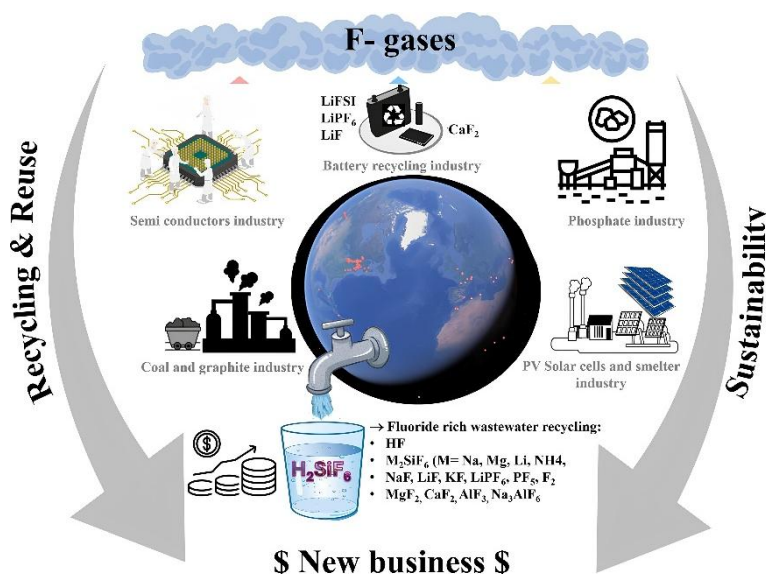 F- gases
LiFSI
LiPF₆
LiF
CaF₂
Battery recycling industry
Semi conductors industry
Phosphate industry
Recycling & Reuse
Sustainability
Coal and graphite industry
PV Solar cells and smelter
industry
$
H₂SiF₆
→ Fluoride rich wastewater recycling:
• HF
• M₂SiF₆ (M= Na, Mg, Li, NH4,
• NaF, LiF, KF, LiPF₆, PF₅, F₂
• MgF₂, CaF₂, AlF₃, Na₃AlF₆
$ New business $